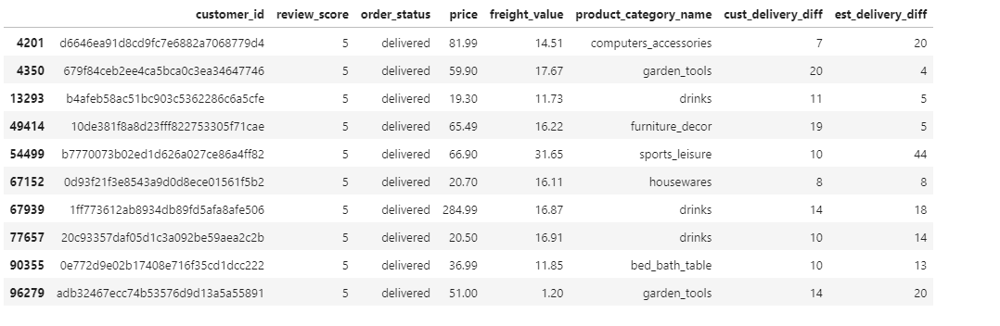 customer_id review_score order_status price freight_value product_category_name cust_delivery_diff est_delivery_diff
4201 d6646ea91d8cd9fc7e6882a7068779d4 5 delivered 81.99 14.51 computers_accessories 7 20
4350 679f84ceb2ee4ca5bca0c3ea34647746 5 delivered 59.90 17.67 garden_tools 20 4
13293 b4afeb58ac51bc903c5362286c6a5cfe 5 delivered 19.30 11.73 drinks 11 5
49414 10de381f8a8d23fff822753305f71cae 5 delivered 65.49 16.22 furniture_decor 19 5
54499 b7770073b02ed1d626a027ce86a4ff82 5 delivered 66.90 31.65 sports_leisure 10 44
67152 0d93f21f3e8543a9d0d8ece01561f5b2 5 delivered 20.70 16.11 housewares 8 8
67939 1ff773612ab8934db89fd5afa8afe506 5 delivered 284.99 16.87 drinks 14 18
77657 20c93357daf05d1c3a092be59aea2c2b 5 delivered 20.50 16.91 drinks 10 14
90355 0e772d9e02b17408e716f35cd1dcc222 5 delivered 36.99 11.85 bed_bath_table 10 13
96279 adb32467ecc74b53576d9d13a5a55891 5 delivered 51.00 1.20 garden_tools 14 20